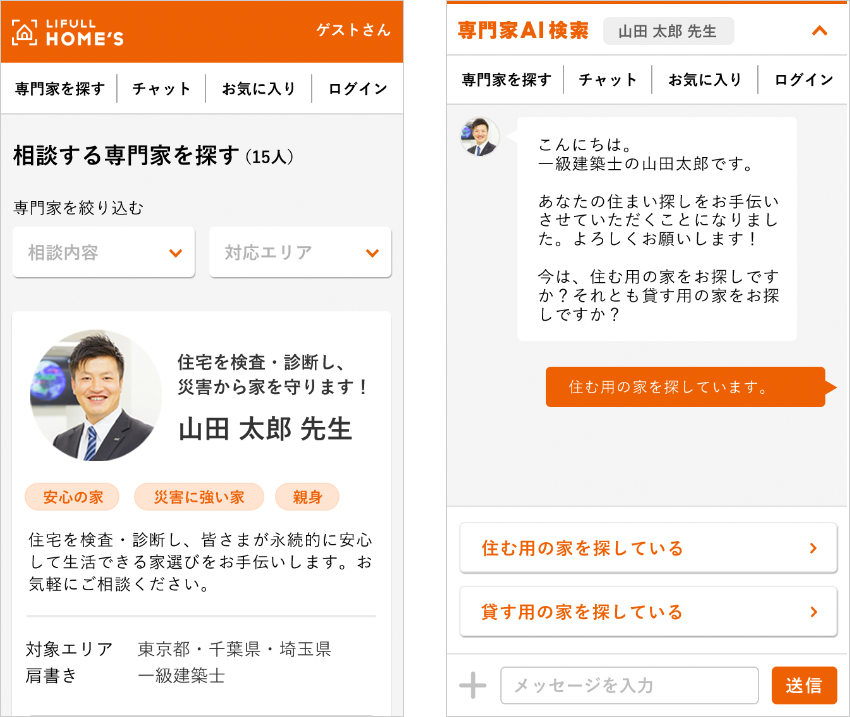 LIFULL
HOME'S
ゲストさん
専門家を探す
チャット
お気に入り
ログイン
相談する専門家を探す（15人）
専門家を絞り込む
相談内容
対応エリア
住宅を検査・診断し、
災害から家を守ります！
山田 太郎 先生
安心の家
災害に強い家
親身
住宅を検査・診断し、皆さまが永続的に安心
して生活できる家選びをお手伝いします。お
気軽にご相談ください。
対象エリア 東京都・千葉県・埼玉県
肩書き 一級建築士
専門家AI検索
山田 太郎 先生
専門家を探す
チャット
お気に入り
ログイン
こんにちは。
一級建築士の山田太郎です。
あなたの住まい探しをお手伝い
させていただくことになりまし
た。よろしくお願いします！
今は、住む用の家をお探しです
か？それとも貸す用の家をお探
しですか？
住む用の家を探しています。
住む用の家を探している
貸す用の家を探している
メッセージを入力
送信